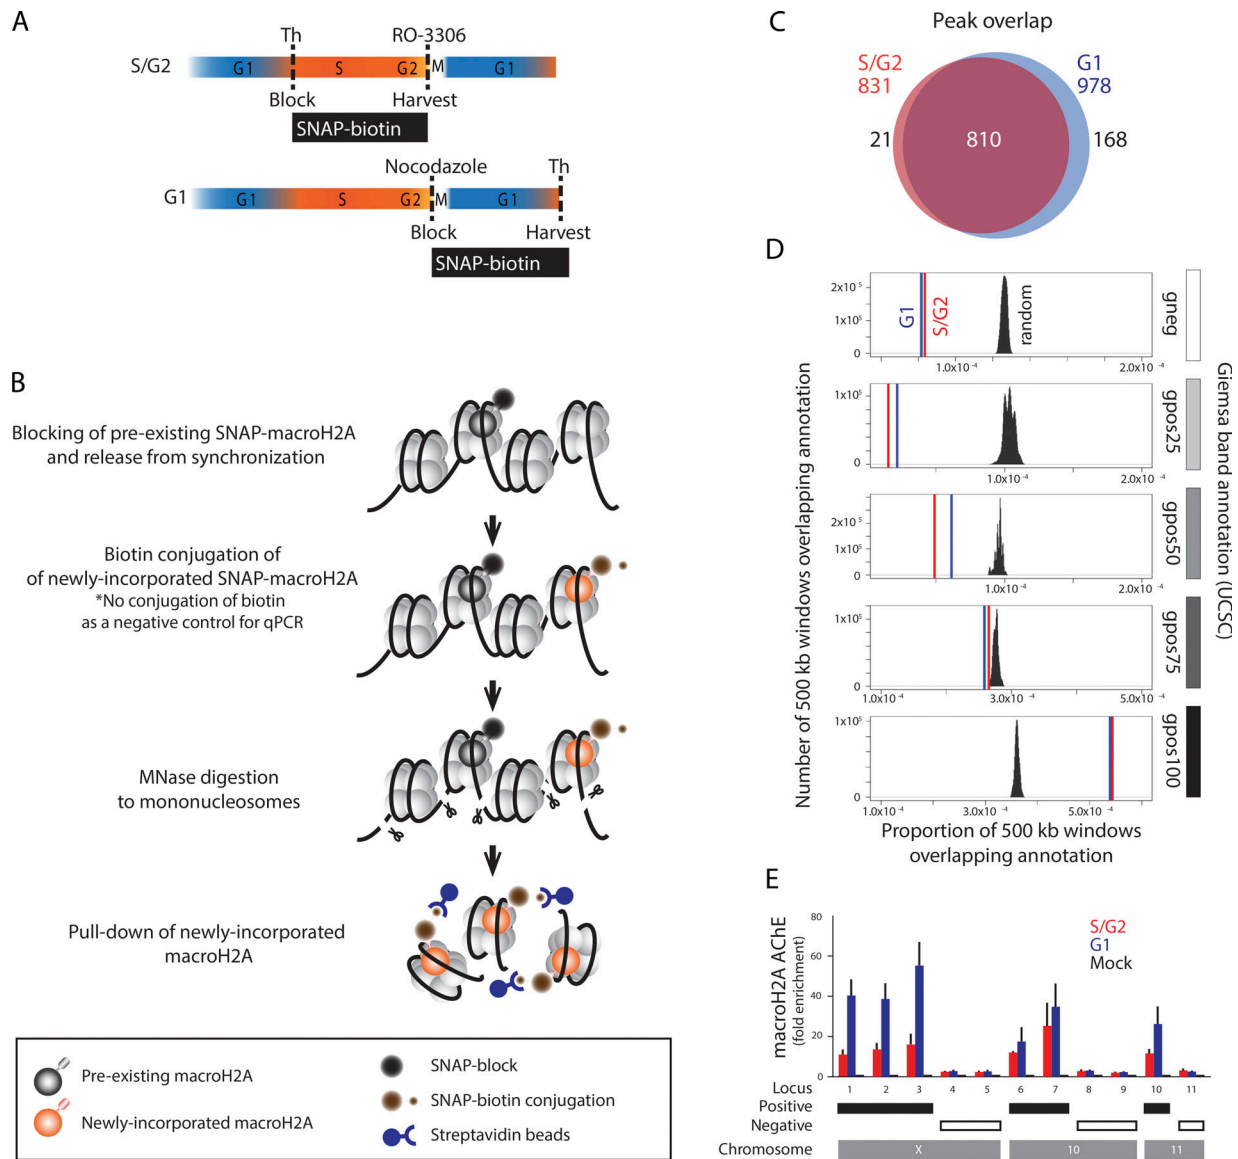 A
Th
RO-3306
S/G2
G1
S
G2
M
G1
Block
Harvest
SNAP-biotin
Nocodazole
Th
G1
G1
S
G2
M
G1
Block
Harvest
SNAP-biotin
B
Blocking of pre-existing SNAP-macroH2A
and release from synchronization
Biotin conjugation of
of newly-incorporated SNAP-macroH2A
*No conjugation of biotin
as a negative control for qPCR
MNase digestion
to mononucleosomes
Pull-down of newly-incorporated
macroH2A
Pre-existing macroH2A
Newly-incorporated macroH2A
SNAP-block
SNAP-biotin conjugation
Streptavidin beads
C
Peak overlap
S/G2
831
G1
978
21
810
168
D
Number of 500 kb windows overlapping annotation
2x10⁵
1x10⁵
0
G1
S/G2
random
1.0x10⁻⁴
2.0x10⁻⁴
gneg
1x10⁵
0
1.0x10⁻⁴
2.0x10⁻⁴
gpos25
2x10⁵
1x10⁵
0
1.0x10⁻⁴
2.0x10⁻⁴
gpos50
1x10⁵
0
1.0x10⁻⁴
3.0x10⁻⁴
5.0x10⁻⁴
gpos75
1x10⁵
0
1.0x10⁻⁴
3.0x10⁻⁴
5.0x10⁻⁴
gpos100
Giemsa band annotation (UCSC)
Proportion of 500 kb windows
overlapping annotation
E
macroH2A AChE
(fold enrichment)
80
60
40
20
0
S/G2
G1
Mock
Locus 1 2 3 4 5 6 7 8 9 10 11
Positive
Negative
Chromosome X 10 11